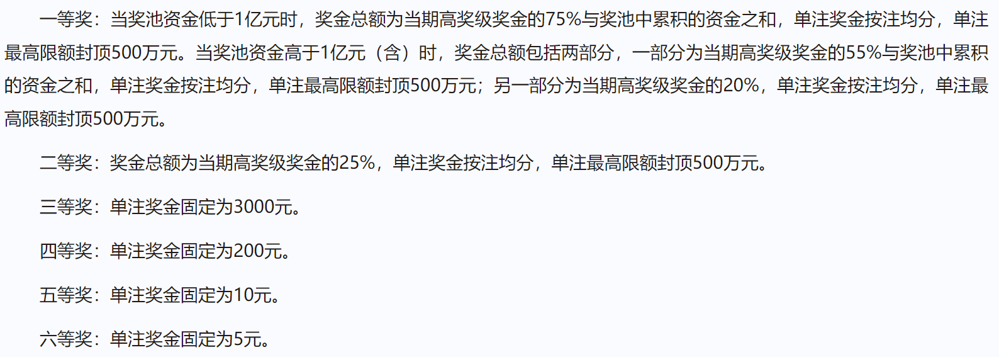 一等奖：当奖池资金低于1亿元时，奖金总额为当期高奖级奖金的75%与奖池中累积的资金之和，单注奖金按注均分，单注
最高限额封顶500万元。当奖池资金高于1亿元（含）时，奖金总额包括两部分，一部分为当期高奖级奖金的55%与奖池中累积
的资金之和，单注奖金按注均分，单注最高限额封顶500万元；另一部分为当期高奖级奖金的20%，单注奖金按注均分，单注最
高限额封顶500万元。
二等奖：奖金总额为当期高奖级奖金的25%，单注奖金按注均分，单注最高限额封顶500万元。
三等奖：单注奖金固定为3000元。
四等奖：单注奖金固定为200元。
五等奖：单注奖金固定为10元。
六等奖：单注奖金固定为5元。